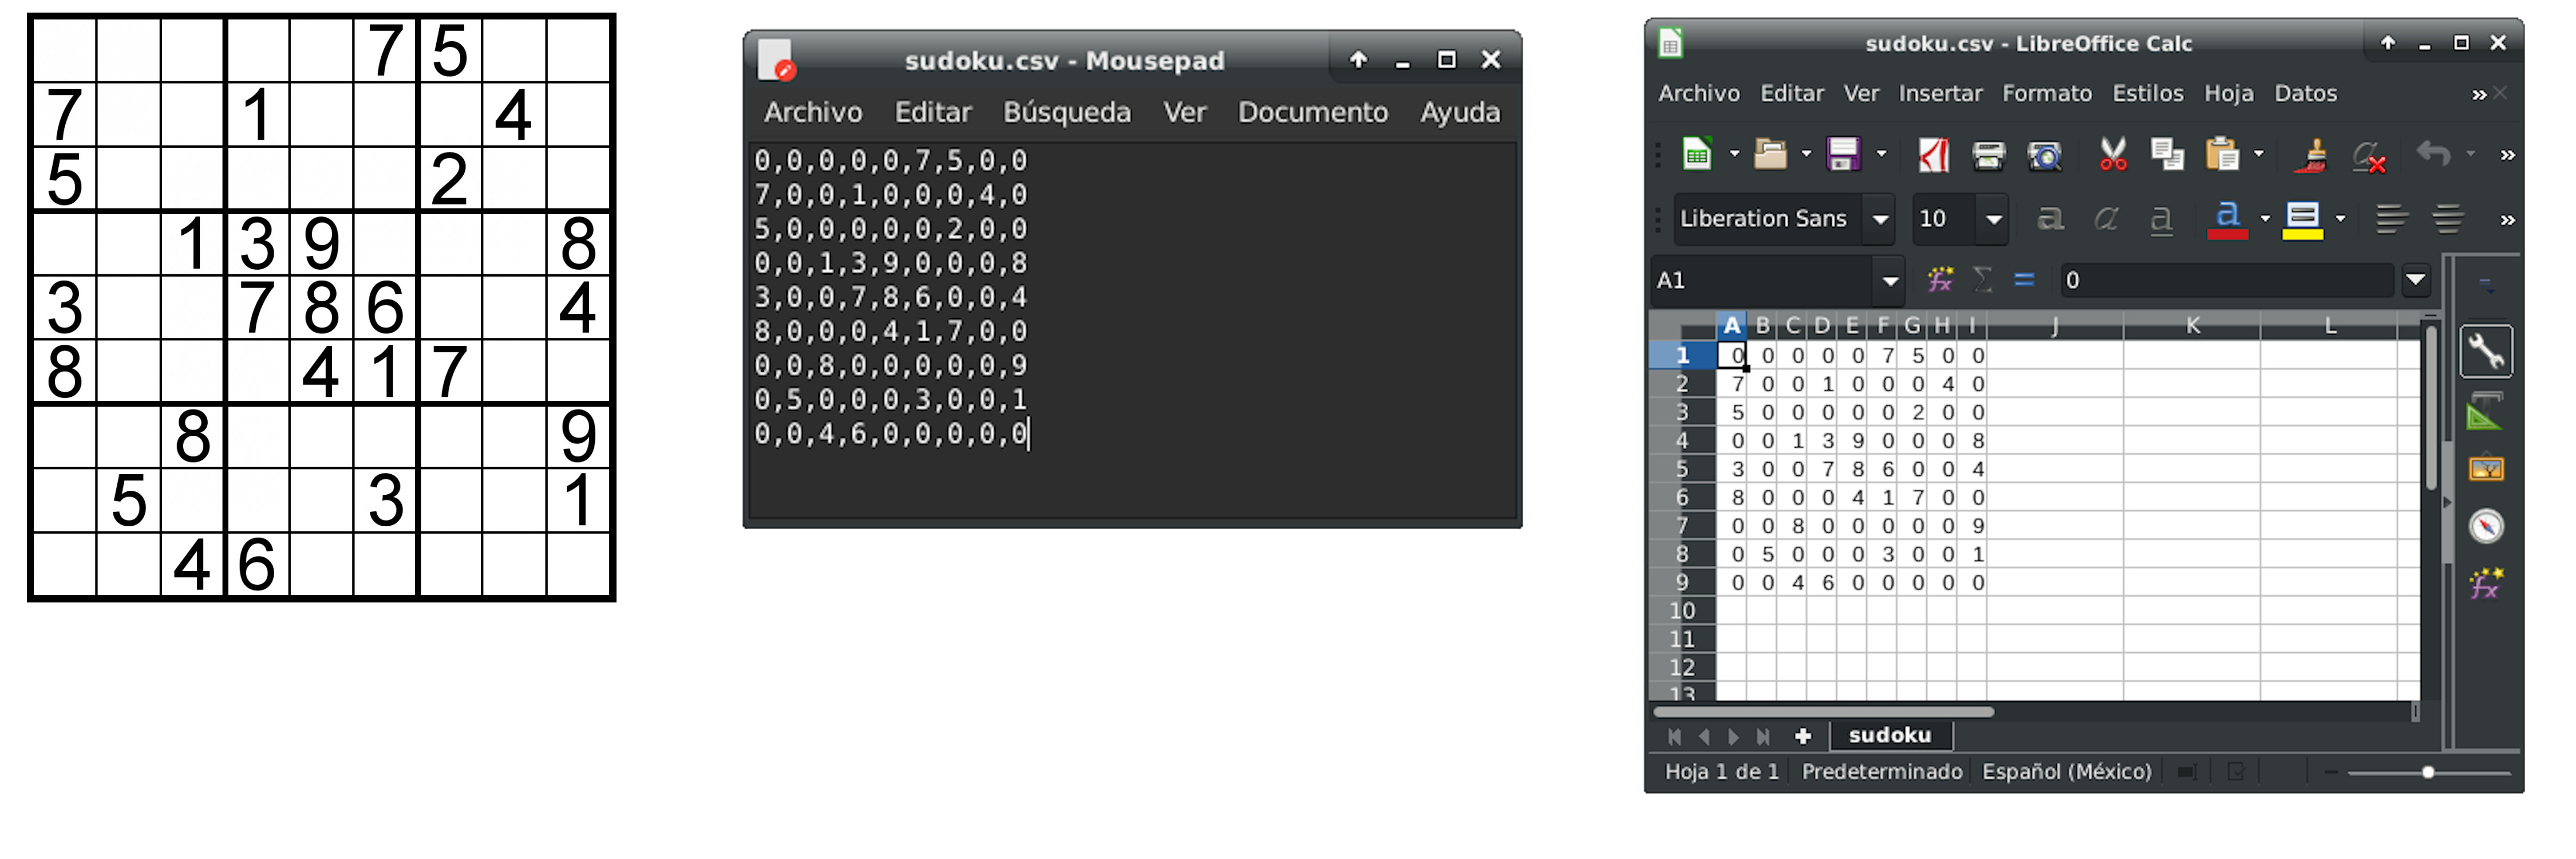 7 5
7 1 4
5 2
1 3 9 8
3 7 8 6 4
8 4 1 7
8 9
5 3 1
4 6
sudoku.csv - Mousepad
Archivo Editar Búsqueda Ver Documento Ayuda
0,0,0,0,0,7,5,0,0
7,0,0,1,0,0,0,4,0
5,0,0,0,0,0,2,0,0
0,0,1,3,9,0,0,0,8
3,0,0,7,8,6,0,0,4
8,0,0,0,4,1,7,0,0
0,0,8,0,0,0,0,0,9
0,5,0,0,0,3,0,0,1
0,0,4,6,0,0,0,0,0
sudoku.csv - LibreOffice Calc
Archivo Editar Ver Insertar Formato Estilos Hoja Datos »
»
Liberation Sans 10 a a a a »
A1 fx Σ = 0
A B C D E F G H I J K L
1 0 0 0 0 0 7 5 0 0
2 7 0 0 1 0 0 0 4 0
3 5 0 0 0 0 0 2 0 0
4 0 0 1 3 9 0 0 0 8
5 3 0 0 7 8 6 0 0 4
6 8 0 0 0 4 1 7 0 0
7 0 0 8 0 0 0 0 0 9
8 0 5 0 0 0 3 0 0 1
9 0 0 4 6 0 0 0 0 0
10
11
12
13
sudoku
Hoja 1 de 1 Predeterminado Español (México)